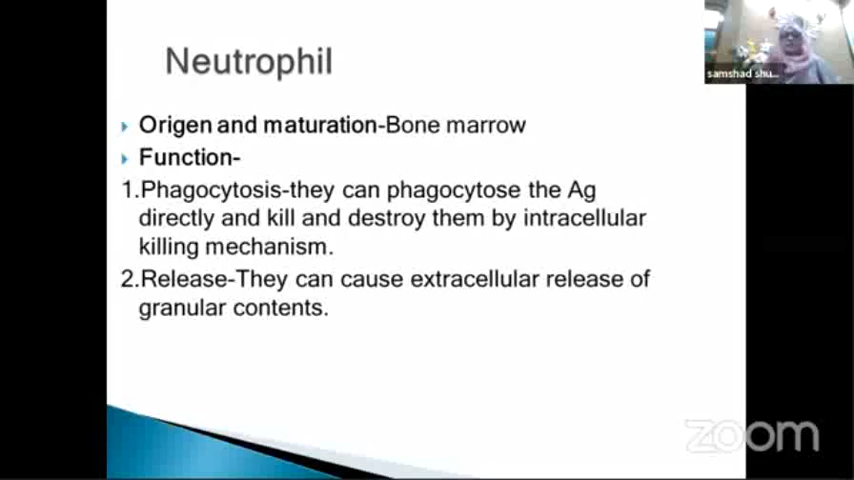 Neutrophil
samshad shu...
Origen and maturation-Bone marrow
Function-
1.Phagocytosis-they can phagocytose the Ag
directly and kill and destroy them by intracellular
killing mechanism.
2.Release-They can cause extracellular release of
granular contents.
zoom